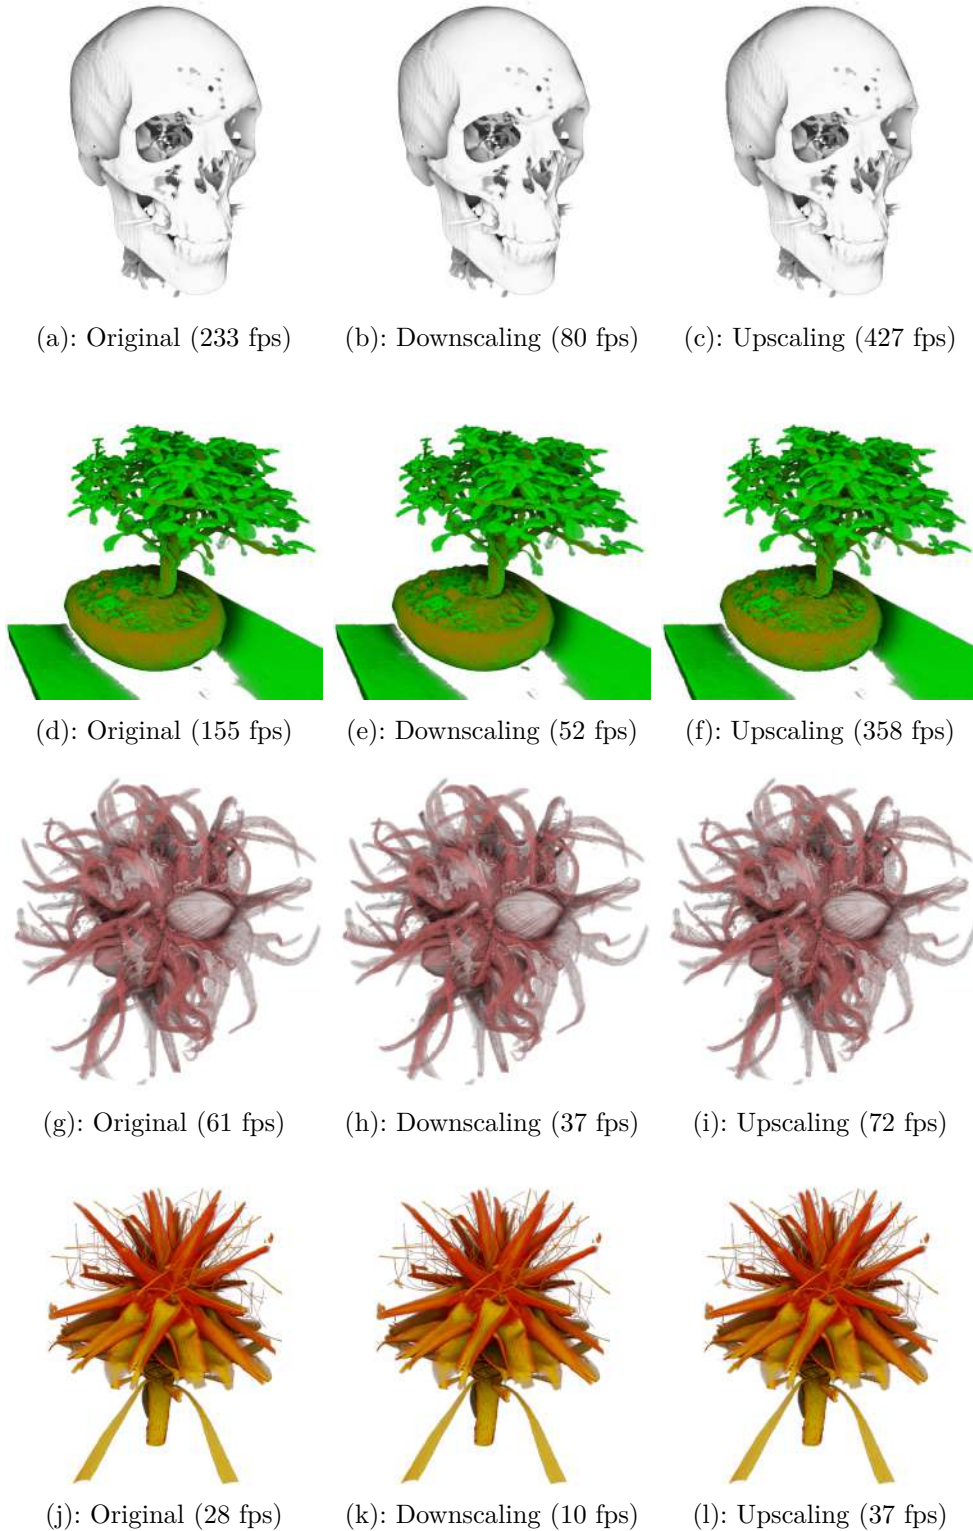 (a): Original (233 fps)
(b): Downscaling (80 fps)
(c): Upscaling (427 fps)
(d): Original (155 fps)
(e): Downscaling (52 fps)
(f): Upscaling (358 fps)
(g): Original (61 fps)
(h): Downscaling (37 fps)
(i): Upscaling (72 fps)
(j): Original (28 fps)
(k): Downscaling (10 fps)
(l): Upscaling (37 fps)